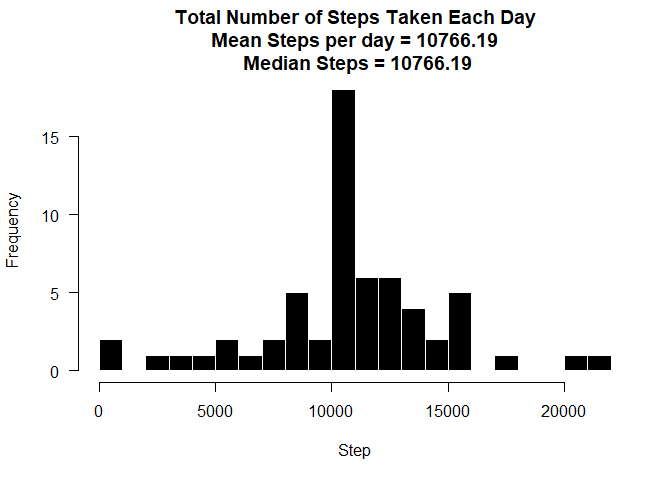 Total Number of Steps Taken Each Day
Mean Steps per day = 10766.19
Median Steps = 10766.19
15
10
5
0
Frequency
0 5000 10000 15000 20000
Step